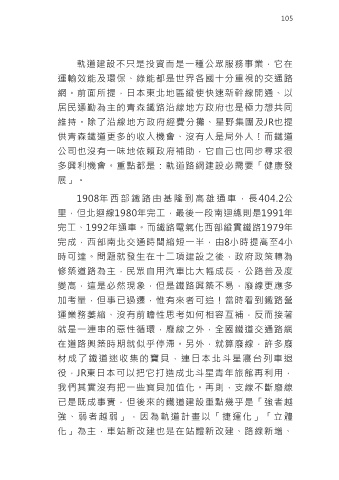 105
軌道建設不只是投資而是一種公眾服務事業，它在
運輸效能及環保、綠能都是世界各國十分重視的交通路
網。前面所提，日本東北地區縱使快速新幹線開通、以
居民通勤為主的青森鐵路沿線地方政府也是極力想共同
維持。除了沿線地方政府經費分攤、星野集團及JR也提
供青森鐵道更多的收入機會，沒有人是局外人！而鐵道
公司也沒有一味地依賴政府補助，它自己也同步尋求很
多興利機會。重點都是：軌道路網建設必需要「健康發
展」。
1908年西部鐵路由基隆到高雄通車，長404.2公
里，但北迴線1980年完工，最後一段南迴線則是1991年
完工、1992年通車。而鐵路電氣化西部縱貫鐵路1979年
完成，西部南北交通時間縮短一半，由8小時提高至4小
時可達。問題就發生在十二項建設之後，政府政策轉為
修築道路為主，民眾自用汽車比大幅成長，公路普及度
變高，這是必然現象，但是鐵路興築不易，廢線更應多
加考量，但事已過遷，惟有來者可追！當時看到鐵路營
運業務萎縮、沒有前瞻性思考如何相容互補、反而接著
就是一連串的惡性循環，廢線之外，全國鐵道交通路網
在道路興築時期就似乎停滯。另外，就算廢線，許多廢
材成了鐵道迷收集的寶貝，連日本北斗星寢台列車退
役，JR東日本可以把它打造成北斗星青年旅館再利用，
我們其實沒有把一些寶貝加值化。再則，支線不斷廢線
已是既成事實，但後來的鐵道建設重點幾乎是「強者越
強、弱者越弱」，因為軌道計畫以「捷運化」「立體
化」為主，車站新改建也是在站體新改建、路線新增、